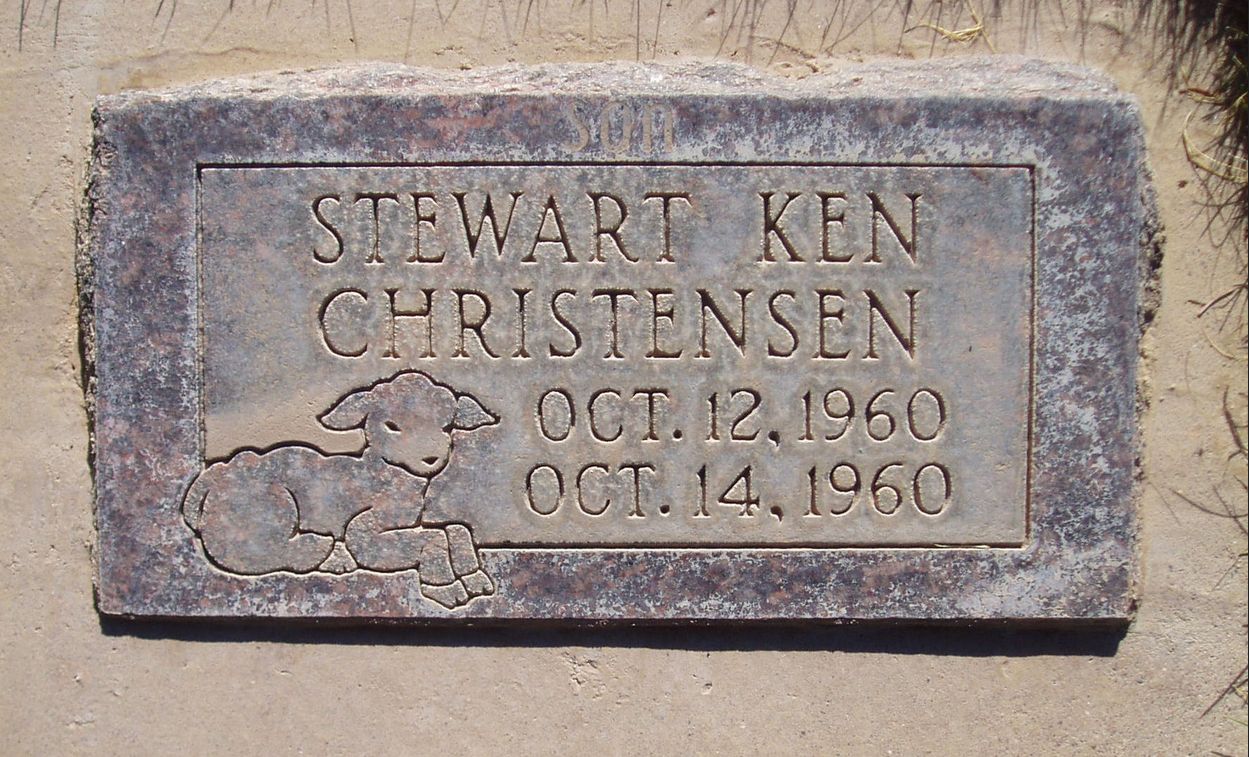 SON
STEWART KEN
CHRISTENSEN
OCT. 12, 1960
OCT. 14, 1960